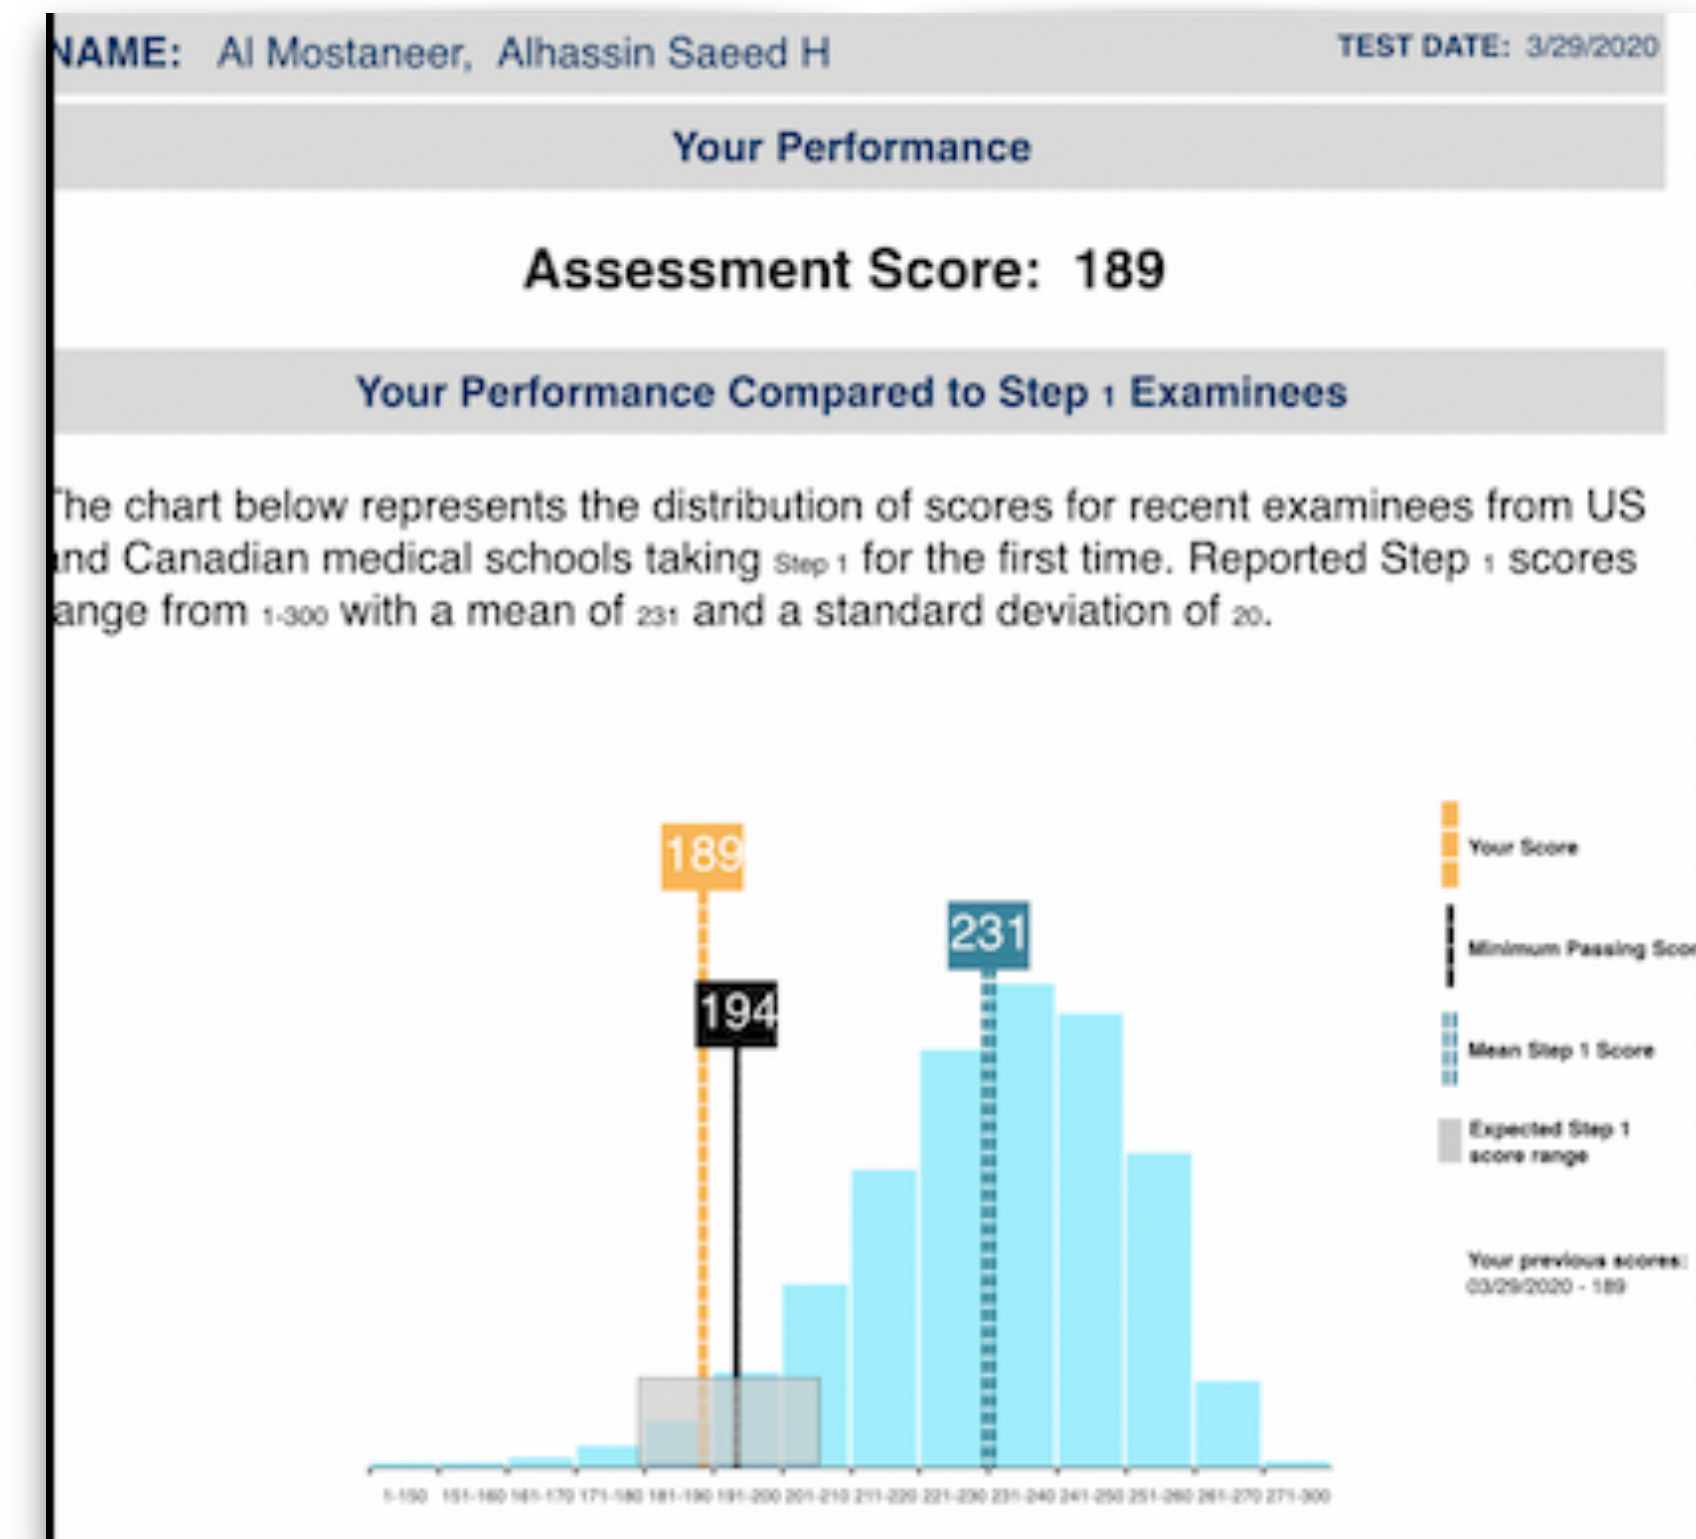 NAME: Al Mostaneer, Alhassin Saeed H
TEST DATE: 3/29/2020
Your Performance
Assessment Score: 189
Your Performance Compared to Step 1 Examinees
The chart below represents the distribution of scores for recent examinees from US
and Canadian medical schools taking Step 1 for the first time. Reported Step 1 scores
range from 1-300 with a mean of 231 and a standard deviation of 20.
189
194
231
Your Score
Minimum Passing Scor
Mean Step 1 Score
Expected Step 1
score range
Your previous scores:
03/29/2020 - 189
1-150 151-160 161-170 171-180 181-190 191-200 201-210 211-220 221-230 231-240 241-250 251-260 261-270 271-300